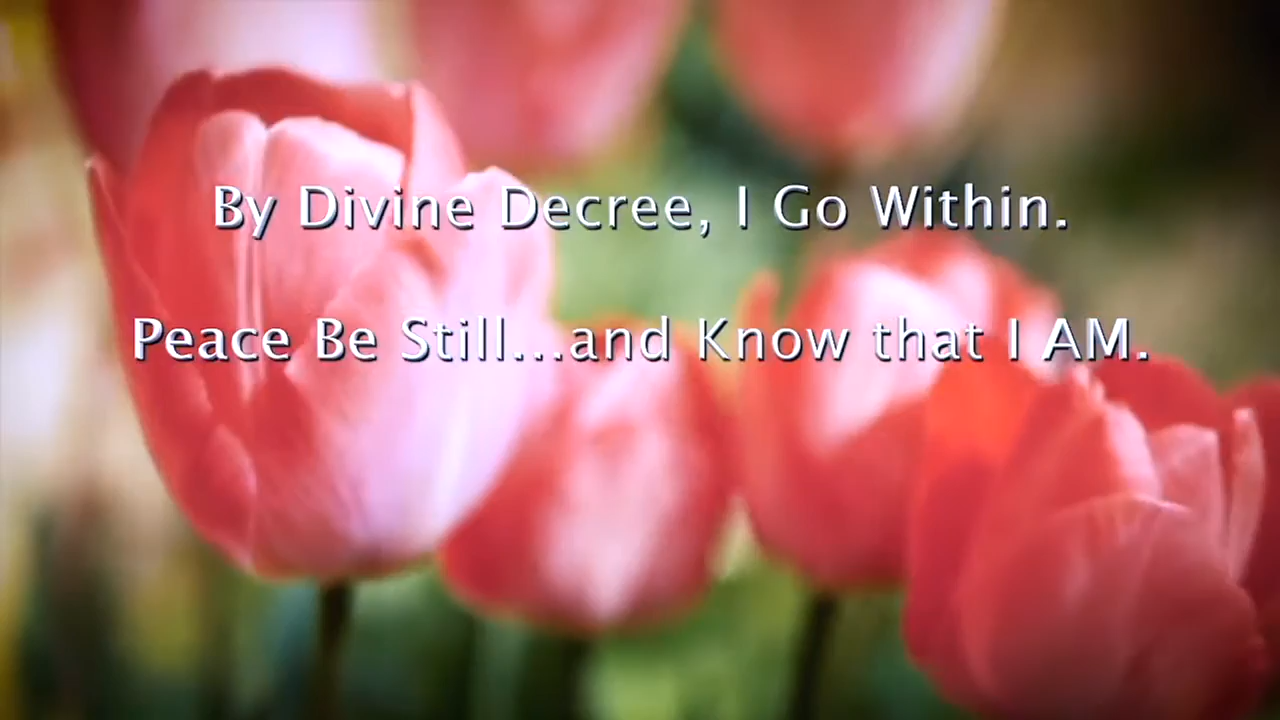 By Divine Decree, I Go Within.
Peace Be Still...and Know that I AM.